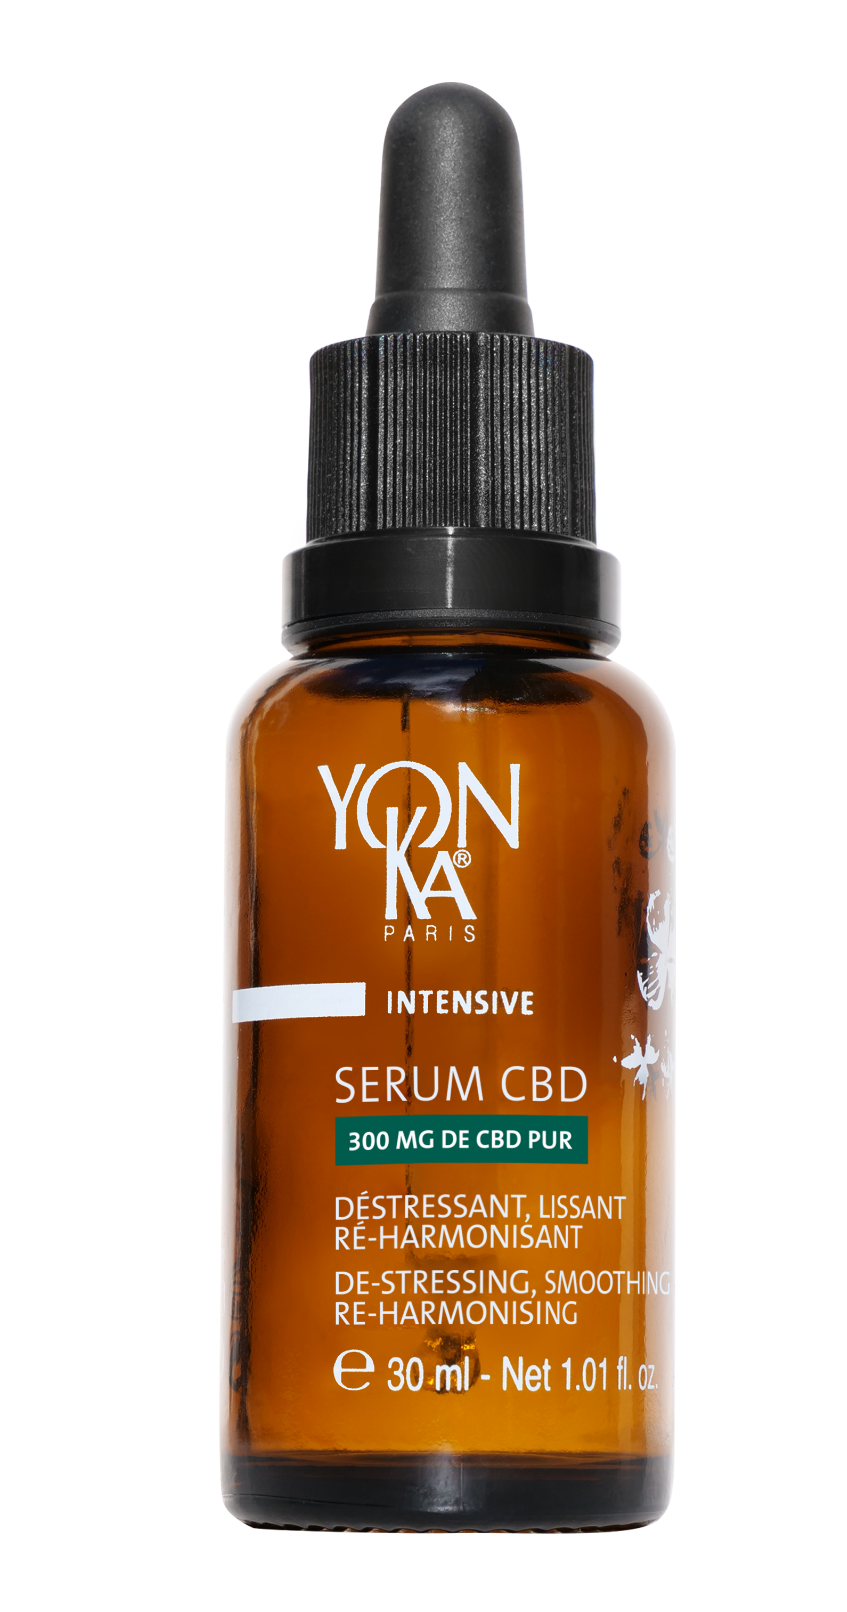 YON
KA®
PARIS
INTENSIVE
SERUM CBD
300 MG DE CBD PUR
DÉSTRESSANT, LISSANT
RÉ-HARMONISANT
DE-STRESSING, SMOOTHING
RE-HARMONISING
℮ 30 ml - Net 1.01 fl. oz.